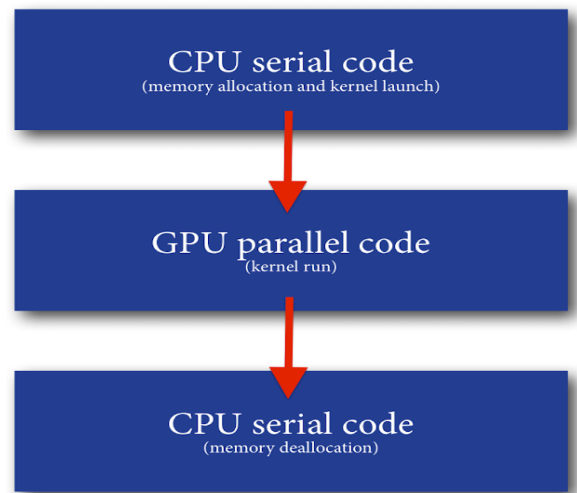 CPU serial code
(memory allocation and kernel launch)
GPU parallel code
(kernel run)
CPU serial code
(memory deallocation)